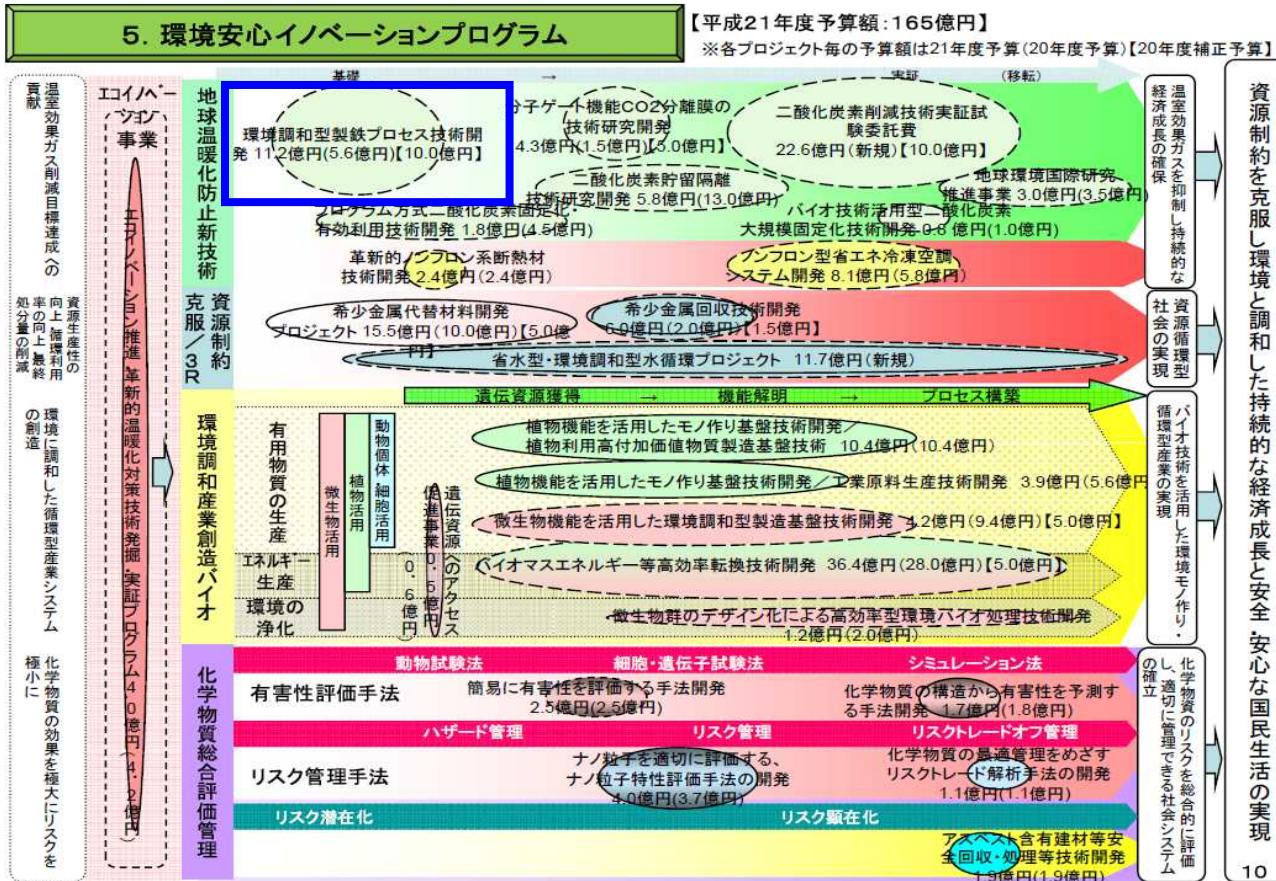 5. 環境安心イノベーションプログラム
【平成21年度予算額:165億円】
※各プロジェクト毎の予算額は21年度予算(20年度予算)【20年度補正予算】
温室効果ガス削減目標達成への
貢献
資源生産性の
向上、循環利用
率の向上、最終
処分量の削減
環境に調和した循環型産業システム
の創造
化学物質の効果を極大にリスクを
極小に
エコイノベーション
事業
エコイノベーション推進・革新的温暖化対策技術発掘・実証プログラム40億円(4.2億円)
地球温暖化防止新技術
基礎
→
実証
(移転)
環境調和型製鉄プロセス技術開
発 11.2億円(5.6億円)【10.0億円】
分子ゲート機能CO2分離膜の
技術研究開発
4.3億円(1.5億円)【5.0億円】
二酸化炭素削減技術実証試
験委託費
22.6億円(新規)【10.0億円】
二酸化炭素貯留隔離
技術研究開発 5.8億円(13.0億円)
地球環境国際研究
推進事業 3.0億円(3.5億円)
プログラム方式二酸化炭素固定化・
有効利用技術開発 1.8億円(4.5億円)
バイオ技術活用型二酸化炭素
大規模固定化技術開発 0.8 億円(1.0億円)
革新的ノンフロン系断熱材
技術開発 2.4億円(2.4億円)
ノンフロン型省エネ冷凍空調
システム開発 8.1億円(5.8億円)
温室効果ガスを抑制し持続的な
経済成長の確保
資源制約
克服/3R
希少金属代替材料開発
プロジェクト 15.5億円(10.0億円)【5.0億
円】
希少金属回収技術開発
6.0億円(2.0億円)【1.5億円】
省水型・環境調和型水循環プロジェクト 11.7億円(新規)
資源循環型
社会の実現
環境調和産業創造バイオ
遺伝資源獲得 → 機能解明 → プロセス構築
有用物質の生産
エネルギー
生産
環境の
浄化
微生物活用
植物活用
動物個体・細胞活用
遺伝資源へのアクセス
促進事業0.5億円
(0.6億円)
植物機能を活用したモノ作り基盤技術開発/
植物利用高付加価値物質製造基盤技術 10.4億円(10.4億円)
植物機能を活用したモノ作り基盤技術開発/工業原料生産技術開発 3.9億円(5.6億円
微生物機能を活用した環境調和型製造基盤技術開発 4.2億円(9.4億円)【5.0億円】
バイオマスエネルギー等高効率転換技術開発 36.4億円(28.0億円)【5.0億円】
微生物群のデザイン化による高効率型環境バイオ処理技術開発
1.2億円(2.0億円)
バイオ技術を活用した環境モノ作り・
循環型産業の実現
化学物質総合評価管理
動物試験法
細胞・遺伝子試験法
シミュレーション法
有害性評価手法
簡易に有害性を評価する手法開発
2.5億円(2.5億円)
化学物質の構造から有害性を予測す
る手法開発 1.7億円(1.8億円)
ハザード管理
リスク管理
リスクトレードオフ管理
リスク管理手法
ナノ粒子を適切に評価する、
ナノ粒子特性評価手法の開発
4.0億円(3.7億円)
化学物質の最適管理をめざす
リスクトレード解析手法の開発
1.1億円(1.1億円)
リスク潜在化
リスク顕在化
アスベスト含有建材等安
全回収・処理等技術開発
1.9億円(1.9億円)
化学物資のリスクを総合的に評価
し、適切に管理できる社会システム
の確立
資源制約を克服し環境と調和した持続的な経済成長と安全・安心な国民生活の実現
10